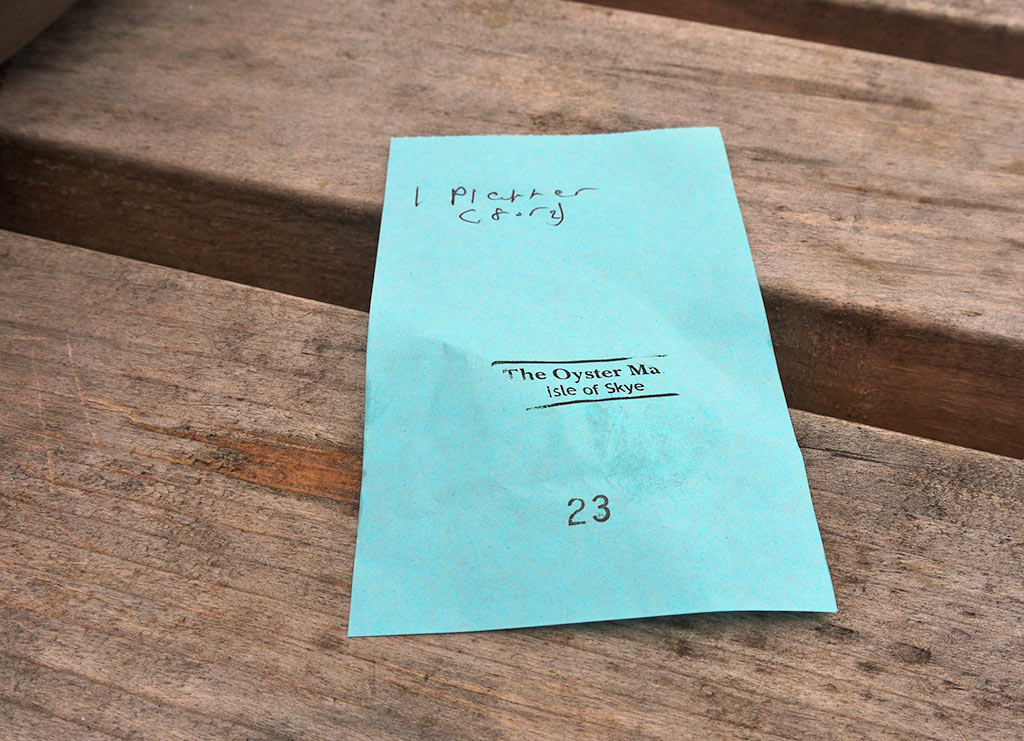 1 Platter
The Oyster Ma
isle of Skye
23